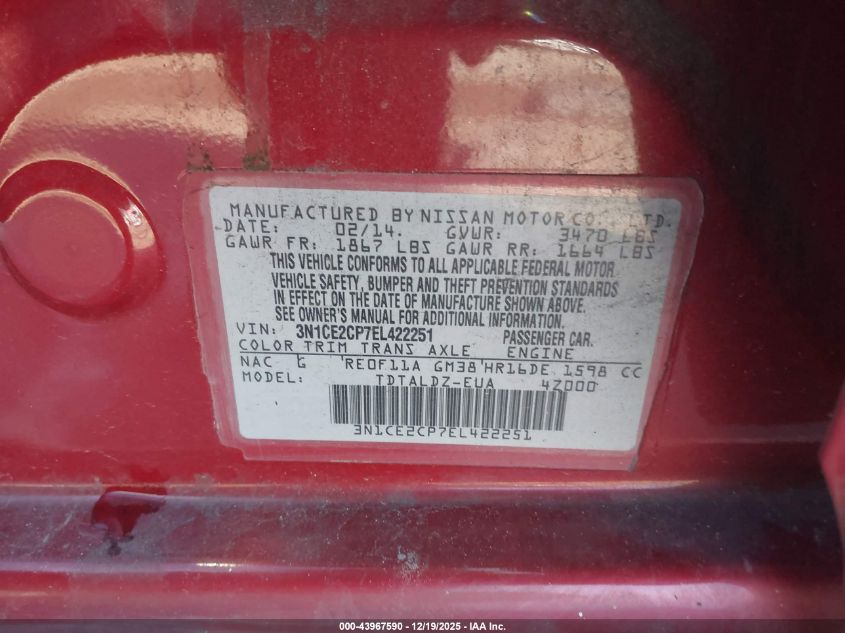 MANUFACTURED BY NISSAN MOTOR CO., LTD.
DATE: 02/14. GVWR: 3470 LBS
GAWR FR: 1867 LBS GAWR RR: 1664 LBS
THIS VEHICLE CONFORMS TO ALL APPLICABLE FEDERAL MOTOR
VEHICLE SAFETY, BUMPER AND THEFT PREVENTION STANDARDS
IN EFFECT ON THE DATE OF MANUFACTURE SHOWN ABOVE.
SEE OWNER'S MANUAL FOR ADDITIONAL INFORMATION.
VIN: 3N1CE2CP7EL422251 PASSENGER CAR.
COLOR TRIM TRANS AXLE ENGINE
NAC G RE0F11A GM38 HR16DE 1598 CC
MODEL: TDTALDZ-EUA 47000
3N1CE2CP7EL422251
000-43967590 - 12/19/2025 - IAA Inc.